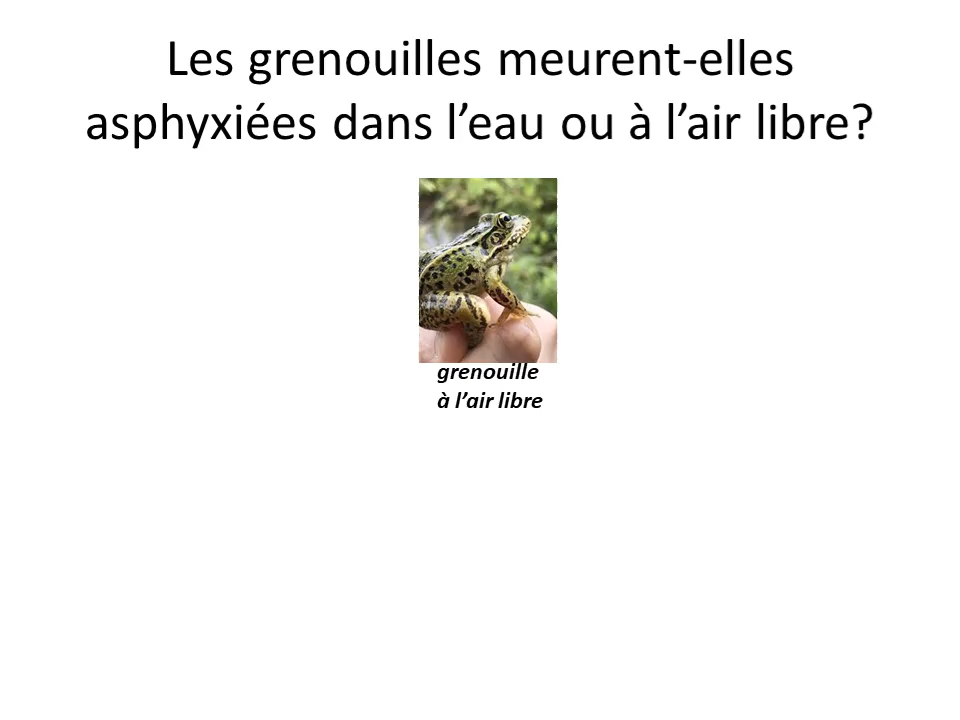 Les grenouilles meurent-elles
asphyxiées dans l’eau ou à l’air libre?
grenouille
à l’air libre